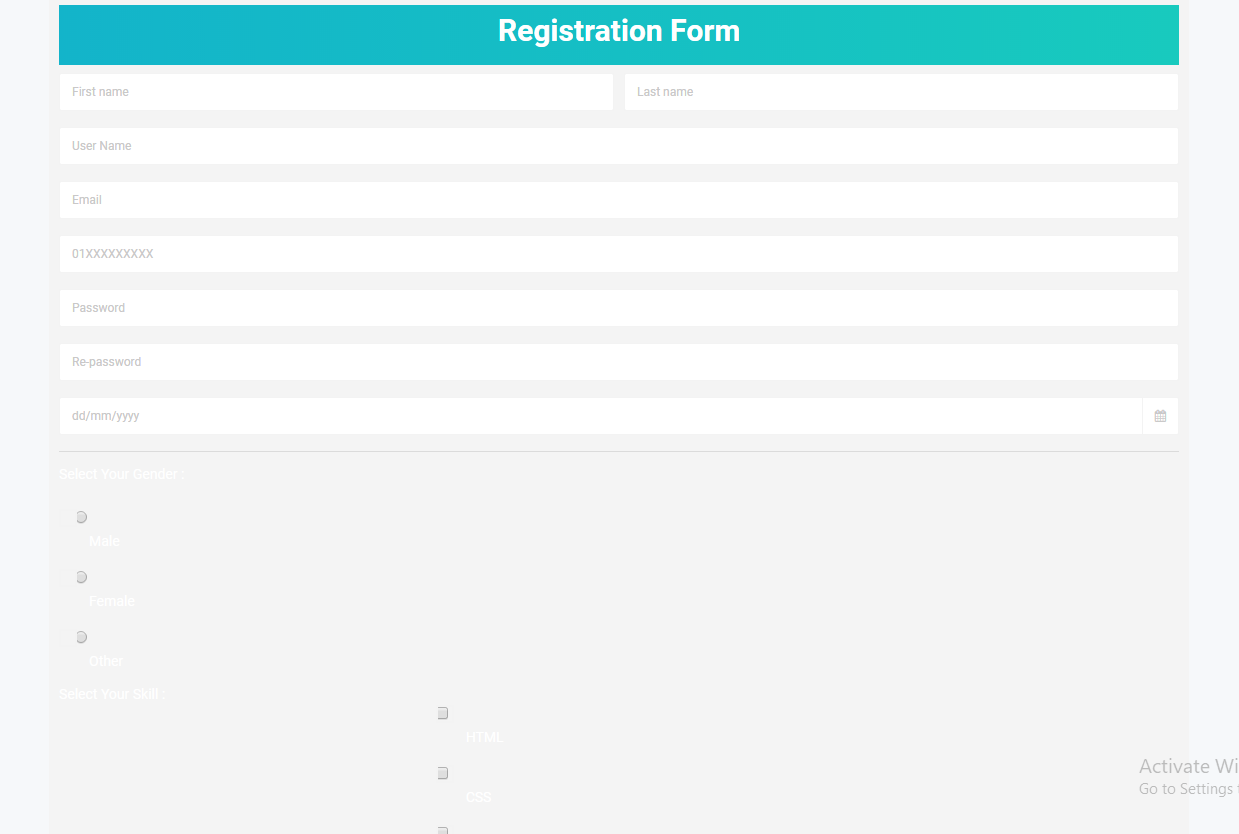 Registration Form
First name Last name
User Name
Email
01XXXXXXXXX
Password
Re-password
dd/mm/yyyy
Select Your Gender :
Male
Female
Other
Select Your Skill :
HTML
CSS
Activate Wi
Go to Settings